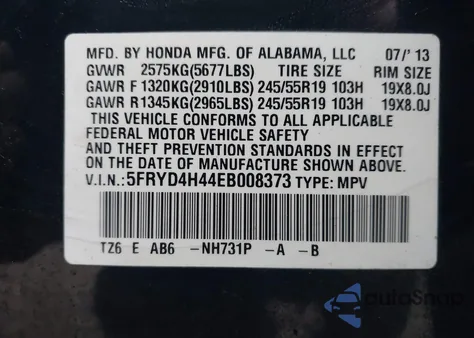 MFD. BY HONDA MFG. OF ALABAMA, LLC 07/'13
GVWR 2575KG(5677LBS) TIRE SIZE RIM SIZE
GAWR F 1320KG(2910LBS) 245/55R19 103H 19X8.0J
GAWR R1345KG(2965LBS) 245/55R19 103H 19X8.0J
THIS VEHICLE CONFORMS TO ALL APPLICABLE
FEDERAL MOTOR VEHICLE SAFETY
AND THEFT PREVENTION STANDARDS IN EFFECT
ON THE DATE OF MANUFACTURE SHOWN ABOVE.
V.I.N.: 5FRYD4H44EB008373 TYPE: MPV
TZ6 E AB6 -NH731P -A -B
autoSnap